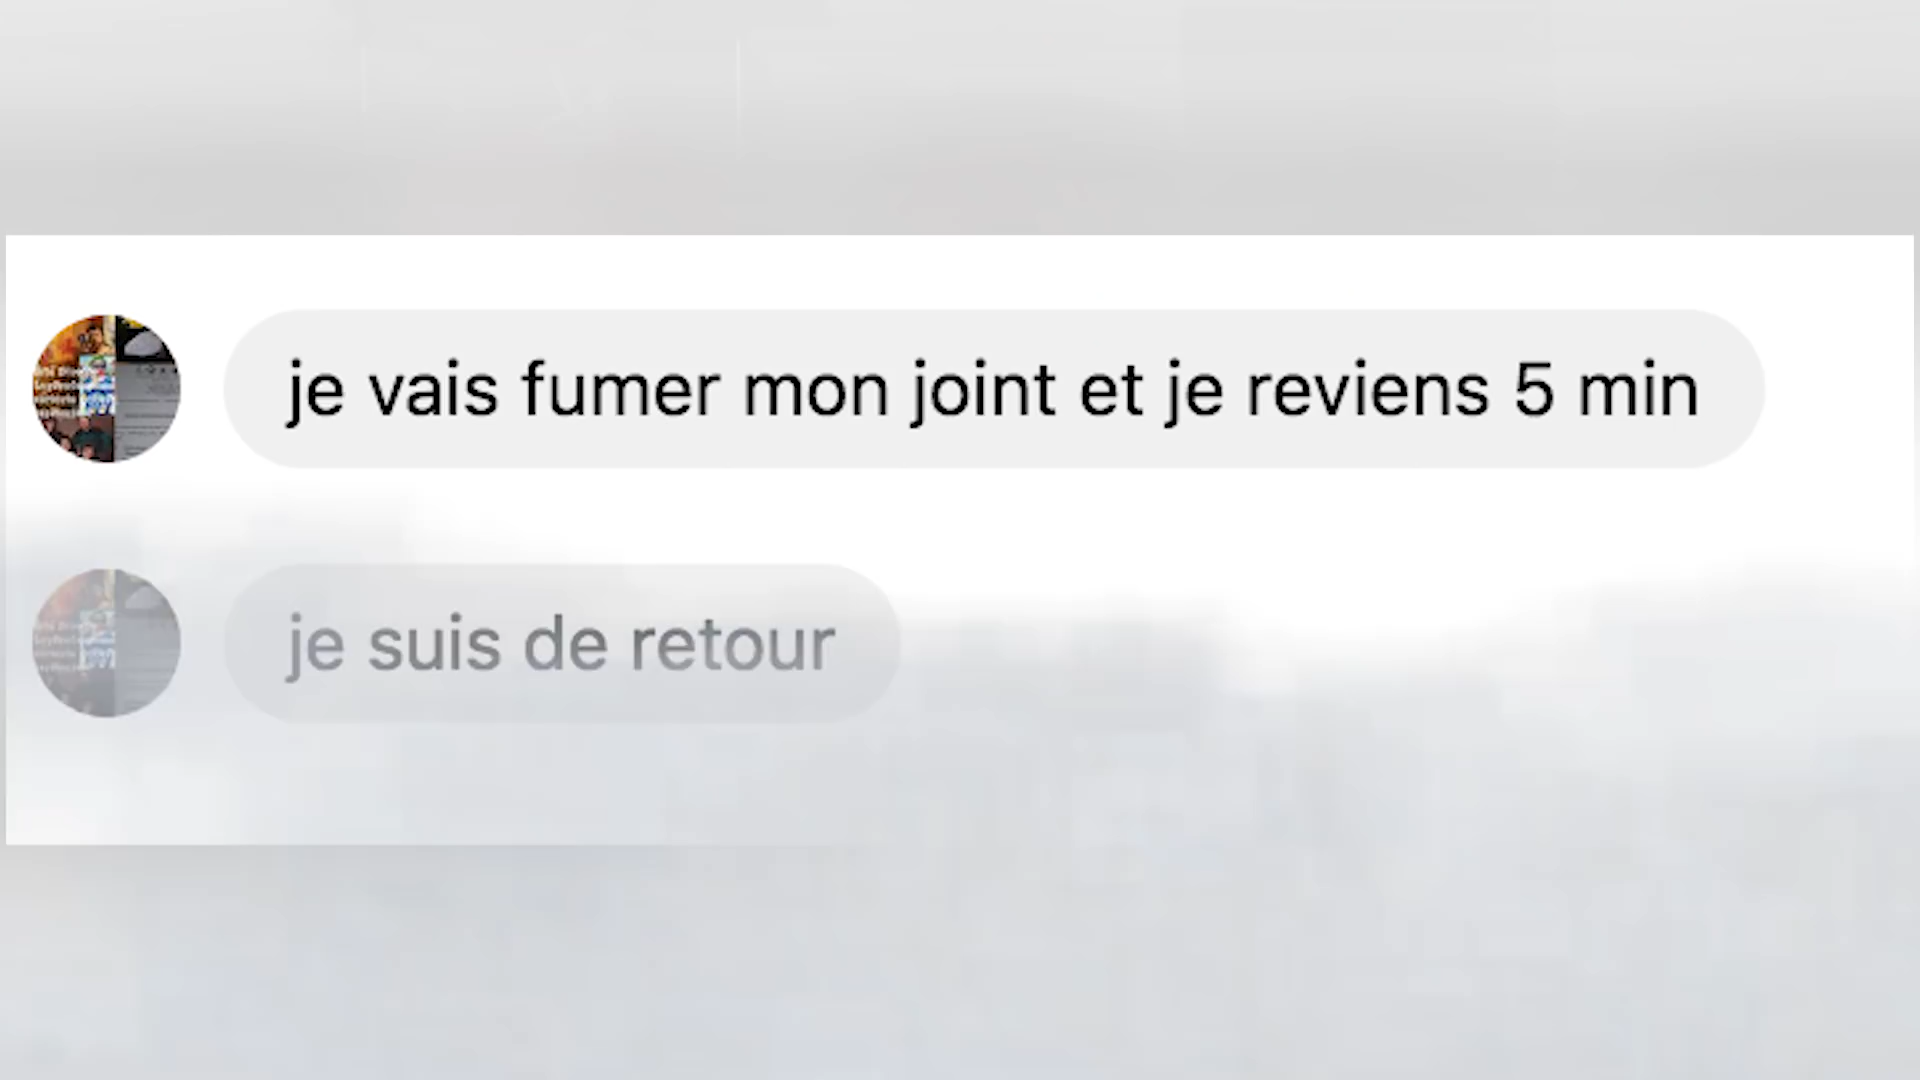 je vais fumer mon joint et je reviens 5 min
je suis de retour